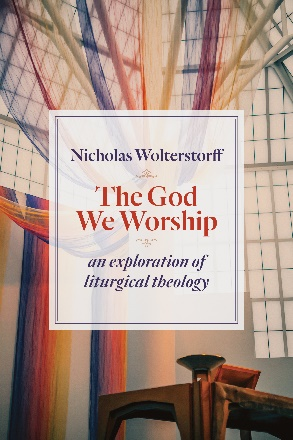 Nicholas Wolterstorff
The God
We Worship
an exploration of
liturgical theology